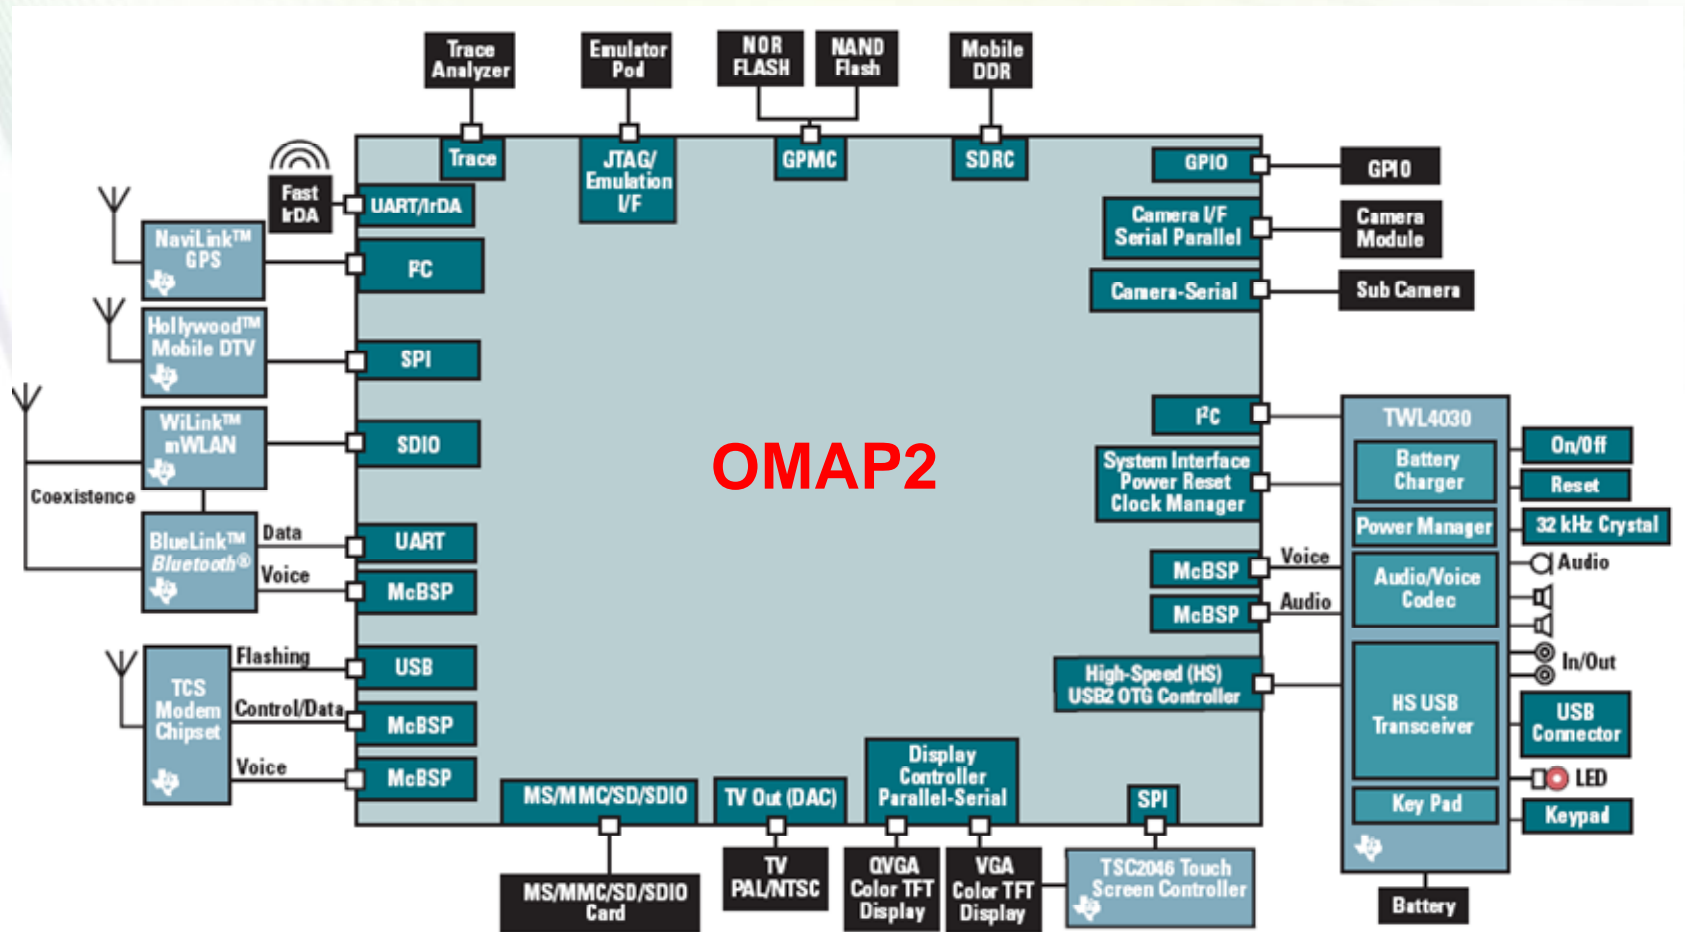 Trace
Analyzer
Emulator
Pod
NOR
FLASH
NAND
Flash
Mobile
DDR
Trace
JTAG/
Emulation
I/F
GPMC
SDRC
GPIO
GPIO
Fast
IrDA
UART/IrDA
Camera I/F
Serial Parallel
Camera
Module
NaviLink™
GPS
I²C
Camera-Serial
Sub Camera
Hollywood™
Mobile DTV
SPI
WiLink™
mWLAN
SDIO
Coexistence
BlueLink™
Bluetooth®
Data
Voice
UART
McBSP
TCS
Modem
Chipset
Flashing
Control/Data
Voice
USB
McBSP
McBSP
OMAP2
I²C
System Interface
Power Reset
Clock Manager
McBSP
McBSP
Voice
Audio
High-Speed (HS)
USB2 OTG Controller
TWL4030
Battery
Charger
Power Manager
Audio/Voice
Codec
HS USB
Transceiver
Key Pad
On/Off
Reset
32 kHz Crystal
Audio
In/Out
USB
Connector
LED
Keypad
Battery
MS/MMC/SD/SDIO
TV Out (DAC)
Display
Controller
Parallel-Serial
SPI
MS/MMC/SD/SDIO
Card
TV
PAL/NTSC
QVGA
Color TFT
Display
VGA
Color TFT
Display
TSC2046 Touch
Screen Controller